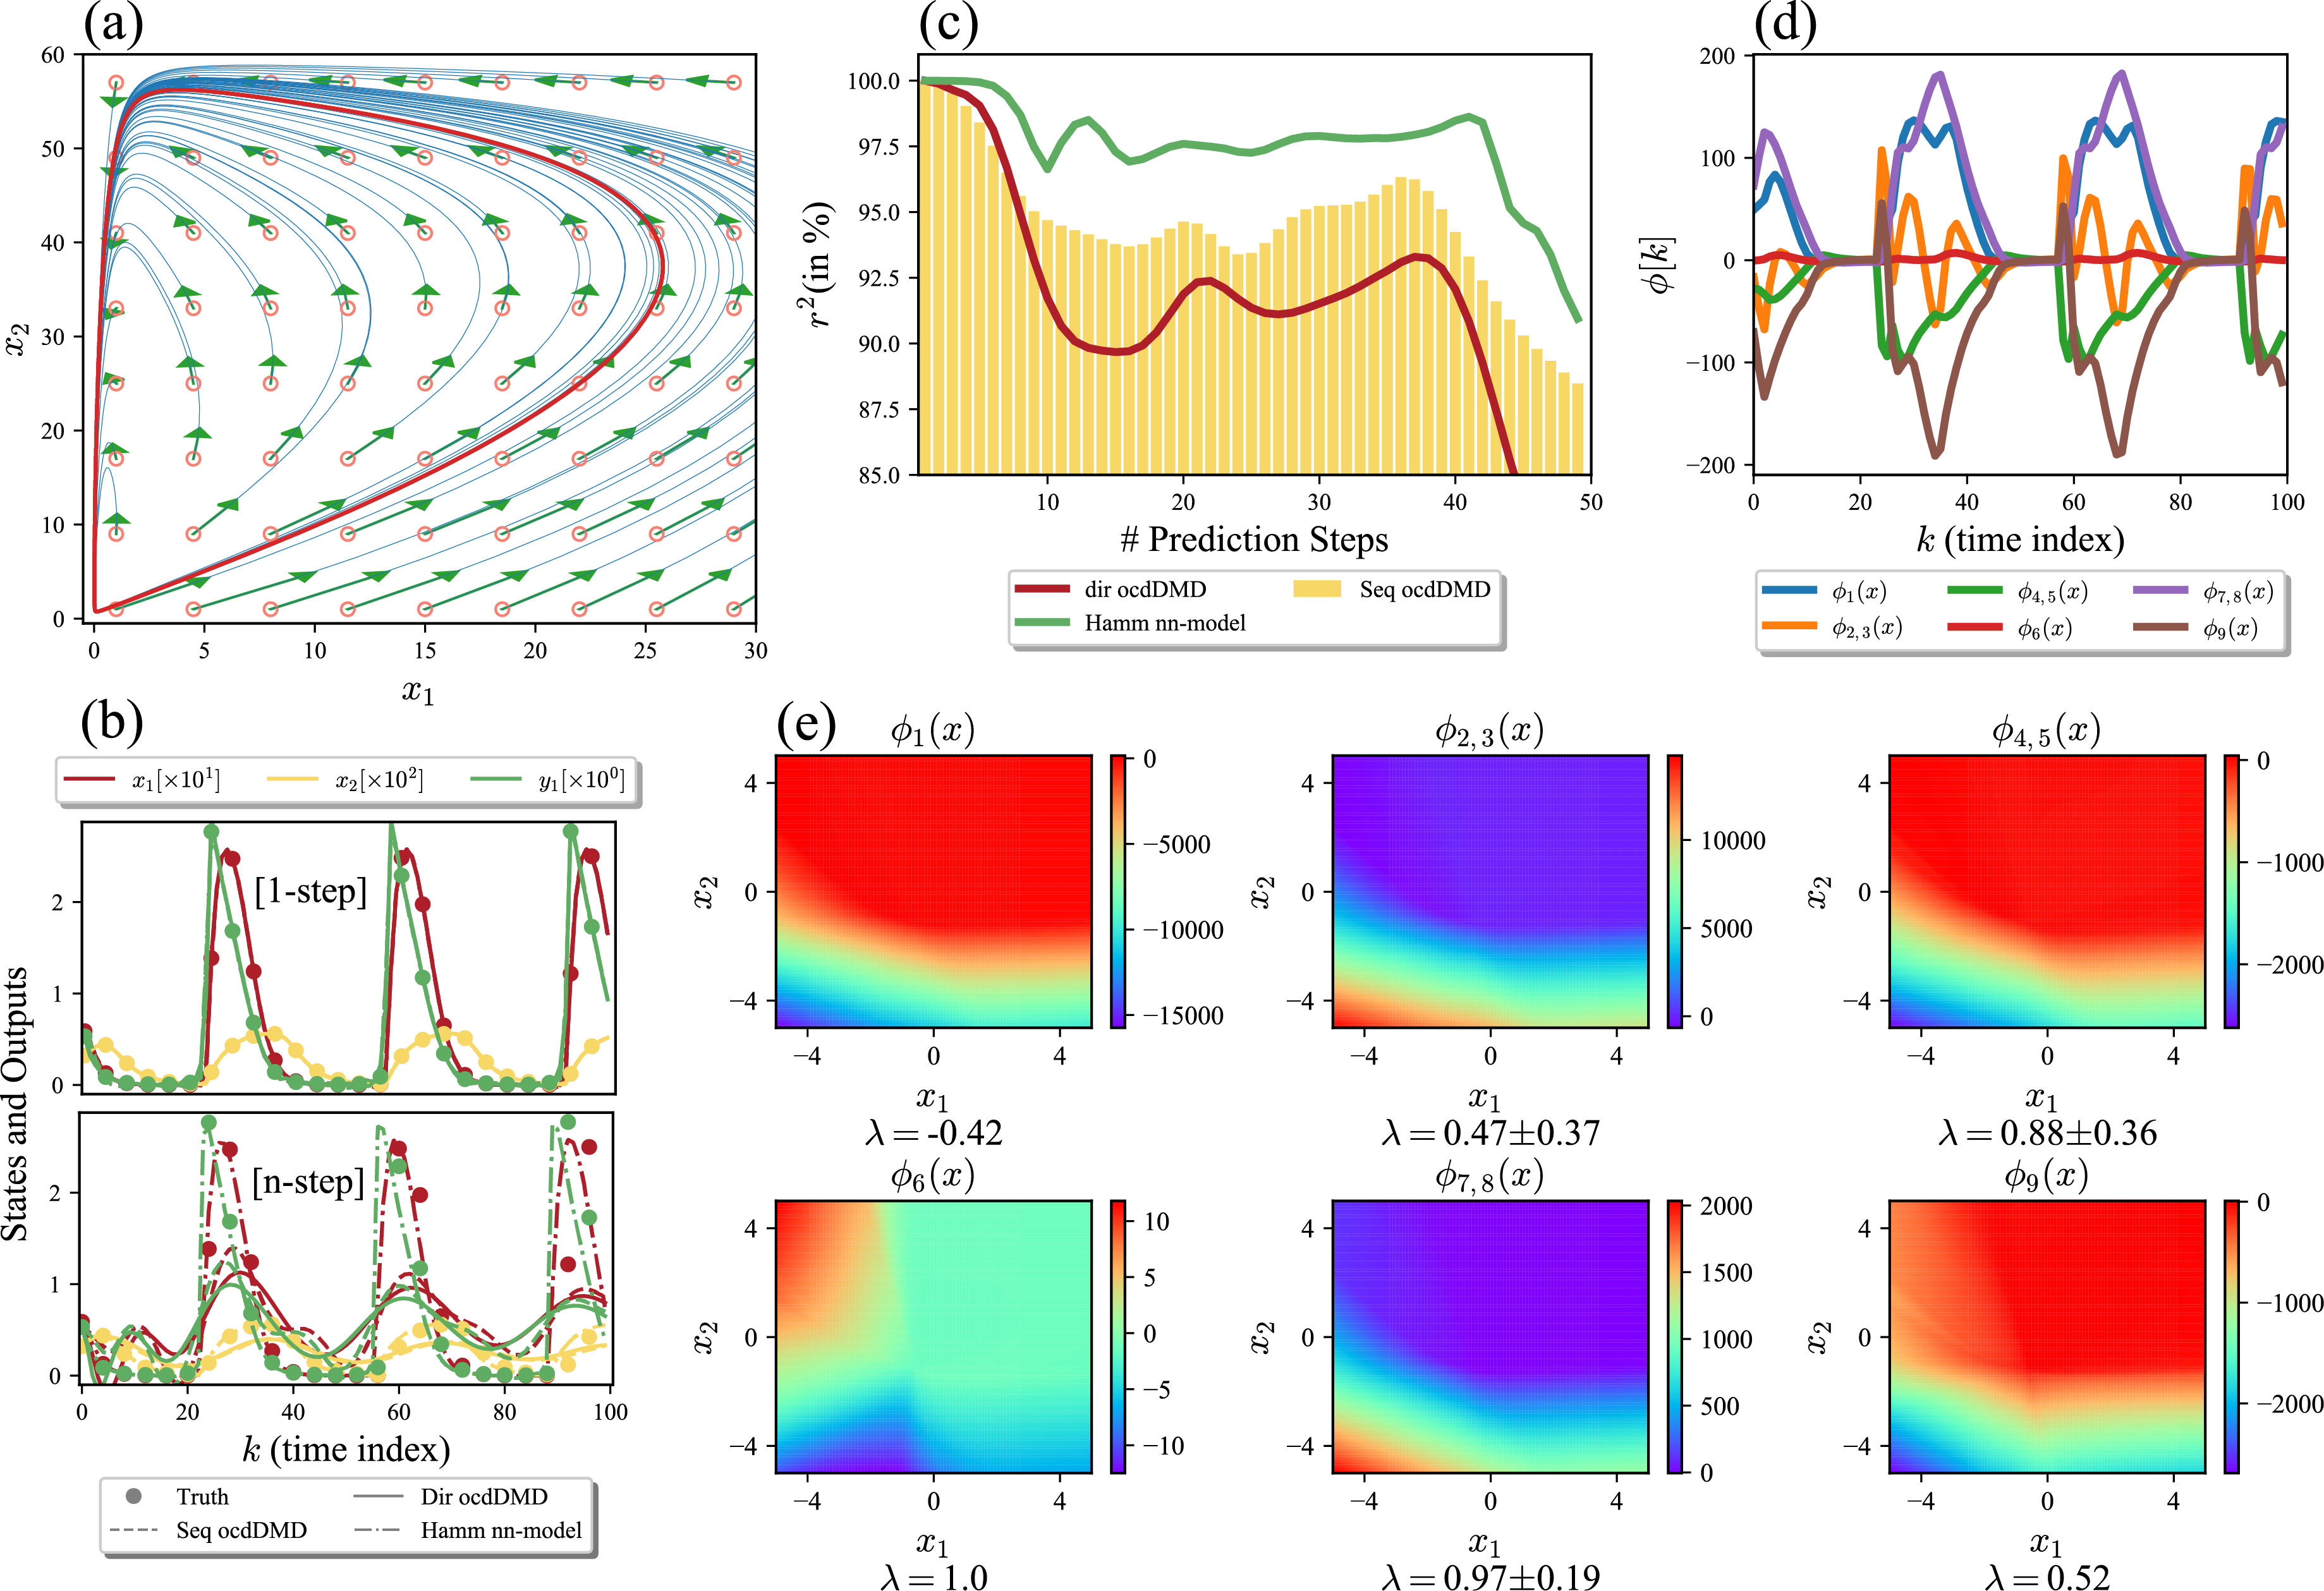 (a)
60
50
40
30
20
10
0
x₂
0 5 10 15 20 25 30
x₁
(c)
100.0
97.5
95.0
92.5
90.0
87.5
85.0
r²(in %)
10 20 30 40 50
# Prediction Steps
dir ocdDMD
Seq ocdDMD
Hamm nn-model
(d)
200
100
0
−100
−200
ϕ[k]
0 20 40 60 80 100
k (time index)
ϕ₁(x) ϕ₄,₅(x) ϕ₇,₈(x)
ϕ₂,₃(x) ϕ₆(x) ϕ₉(x)
(b)
x₁[×10¹] x₂[×10²] y₁[×10⁰]
States and Outputs
[1-step]
2
1
0
[n-step]
2
1
0
0 20 40 60 80 100
k (time index)
Truth Dir ocdDMD
Seq ocdDMD Hamm nn-model
(e)
ϕ₁(x)
4
0
−4
x₂
−4 0 4
x₁
0
−5000
−10000
−15000
λ = -0.42
ϕ₂,₃(x)
4
0
−4
x₂
−4 0 4
x₁
10000
5000
0
λ = 0.47±0.37
ϕ₄,₅(x)
4
0
−4
x₂
−4 0 4
x₁
0
−1000
−2000
λ = 0.88±0.36
ϕ₆(x)
4
0
−4
x₂
−4 0 4
x₁
10
5
0
−5
−10
λ = 1.0
ϕ₇,₈(x)
4
0
−4
x₂
−4 0 4
x₁
2000
1500
1000
500
0
λ = 0.97±0.19
ϕ₉(x)
4
0
−4
x₂
−4 0 4
x₁
0
−1000
−2000
λ = 0.52